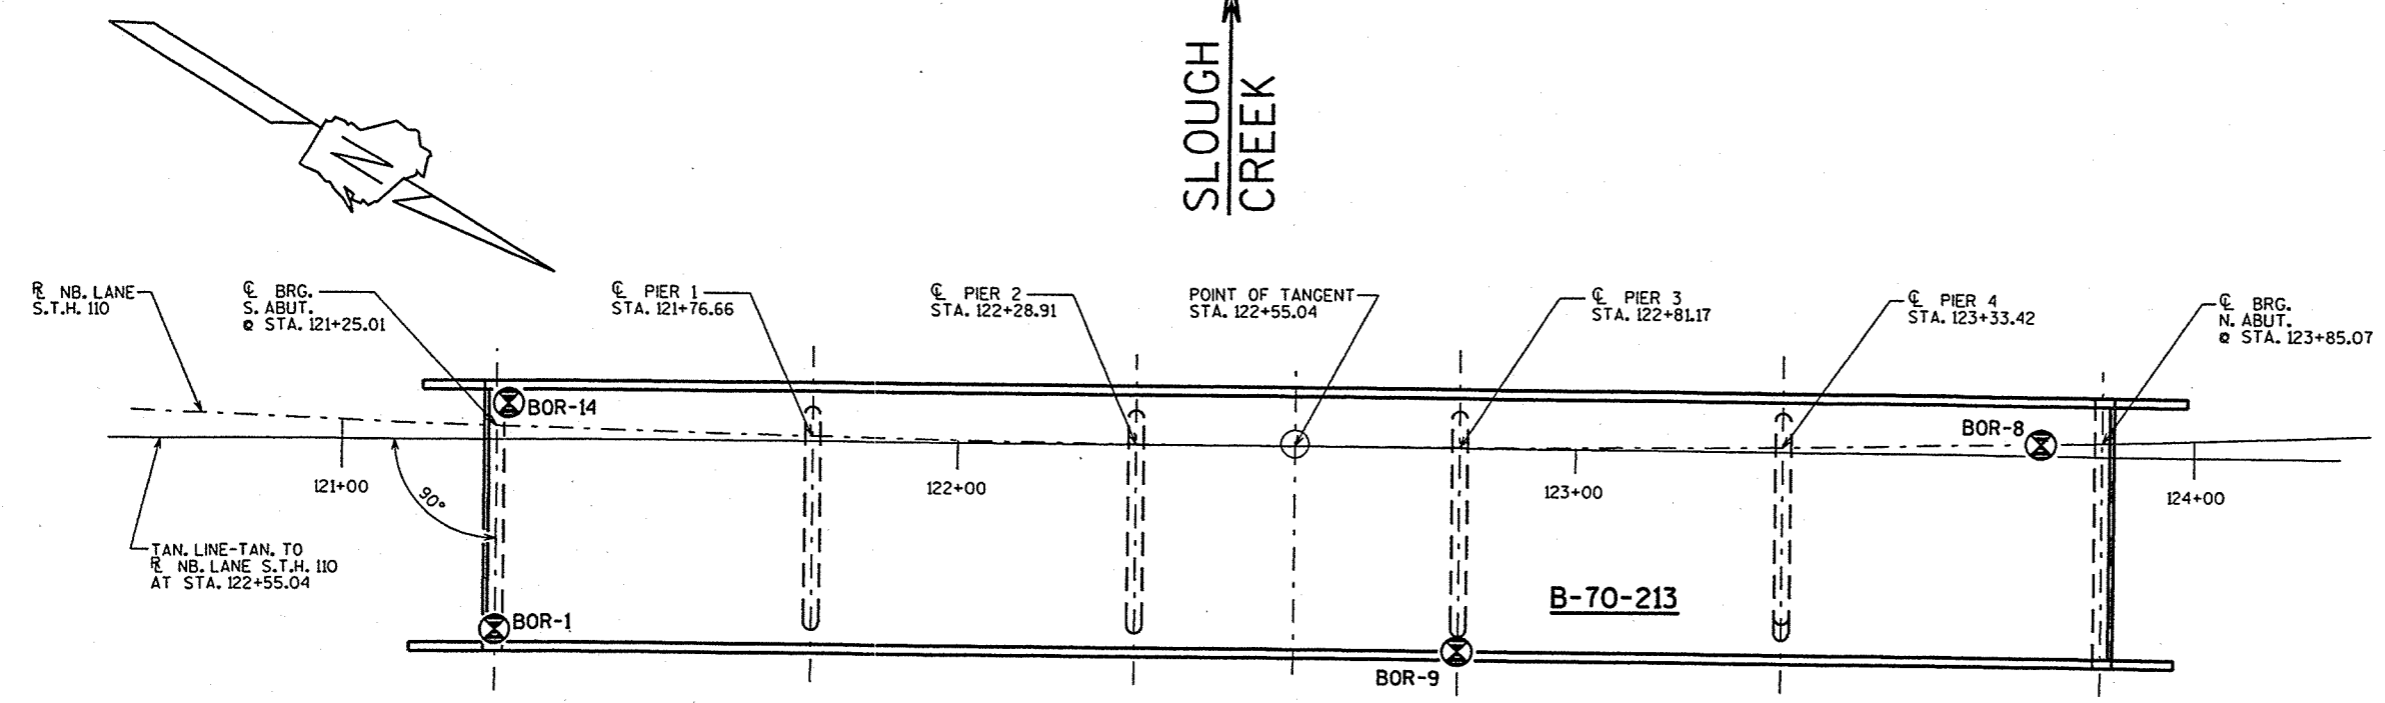 SLOUGH
CREEK
N
℞ NB. LANE
S.T.H. 110
℄ BRG.
S. ABUT.
@ STA. 121+25.01
℄ PIER 1
STA. 121+76.66
℄ PIER 2
STA. 122+28.91
POINT OF TANGENT
STA. 122+55.04
℄ PIER 3
STA. 122+81.17
℄ PIER 4
STA. 123+33.42
℄ BRG.
N. ABUT.
@ STA. 123+85.07
BOR-14
BOR-8
121+00
122+00
123+00
124+00
90°
TAN. LINE-TAN. TO
℞ NB. LANE S.T.H. 110
AT STA. 122+55.04
BOR-1
B-70-213
BOR-9